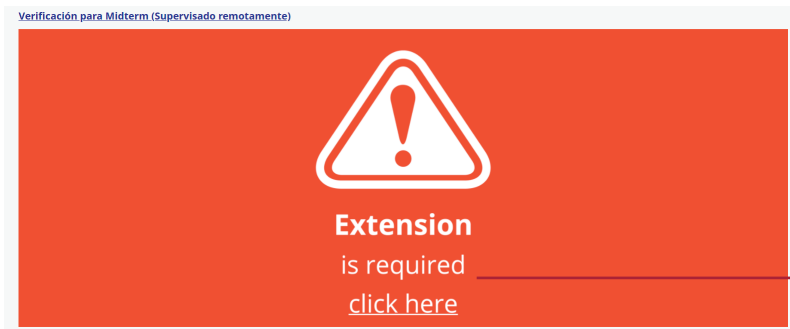 Verificación para Midterm (Supervisado remotamente)
Extension
is required
click here